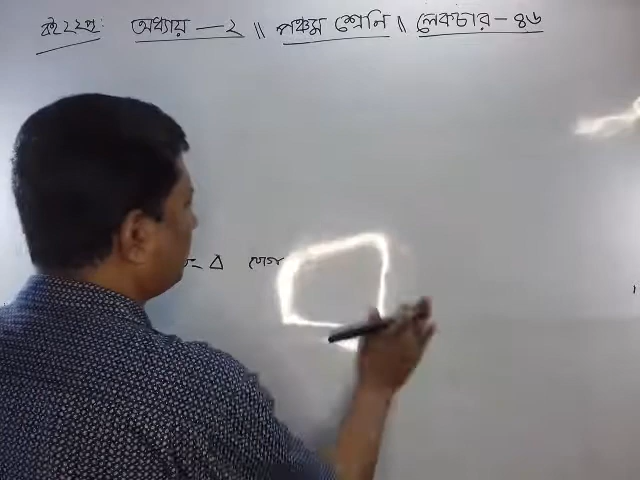 অধ্যায় — ২ || পঞ্চম শ্রেনি || লেকচার - ৪৬
= Δ